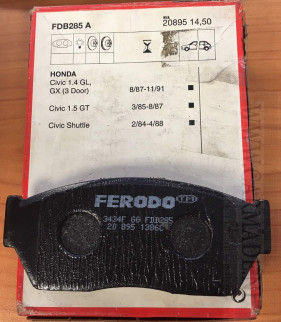 FDB285 A
20895 14,50
HONDA
Civic 1.4 GL,
GX (3 Door) 8/87-11/91
Civic 1.5 GT 3/85-8/87
Civic Shuttle 2/84-4/88
FERODO
3434F GG FDB285
20 895 1386C